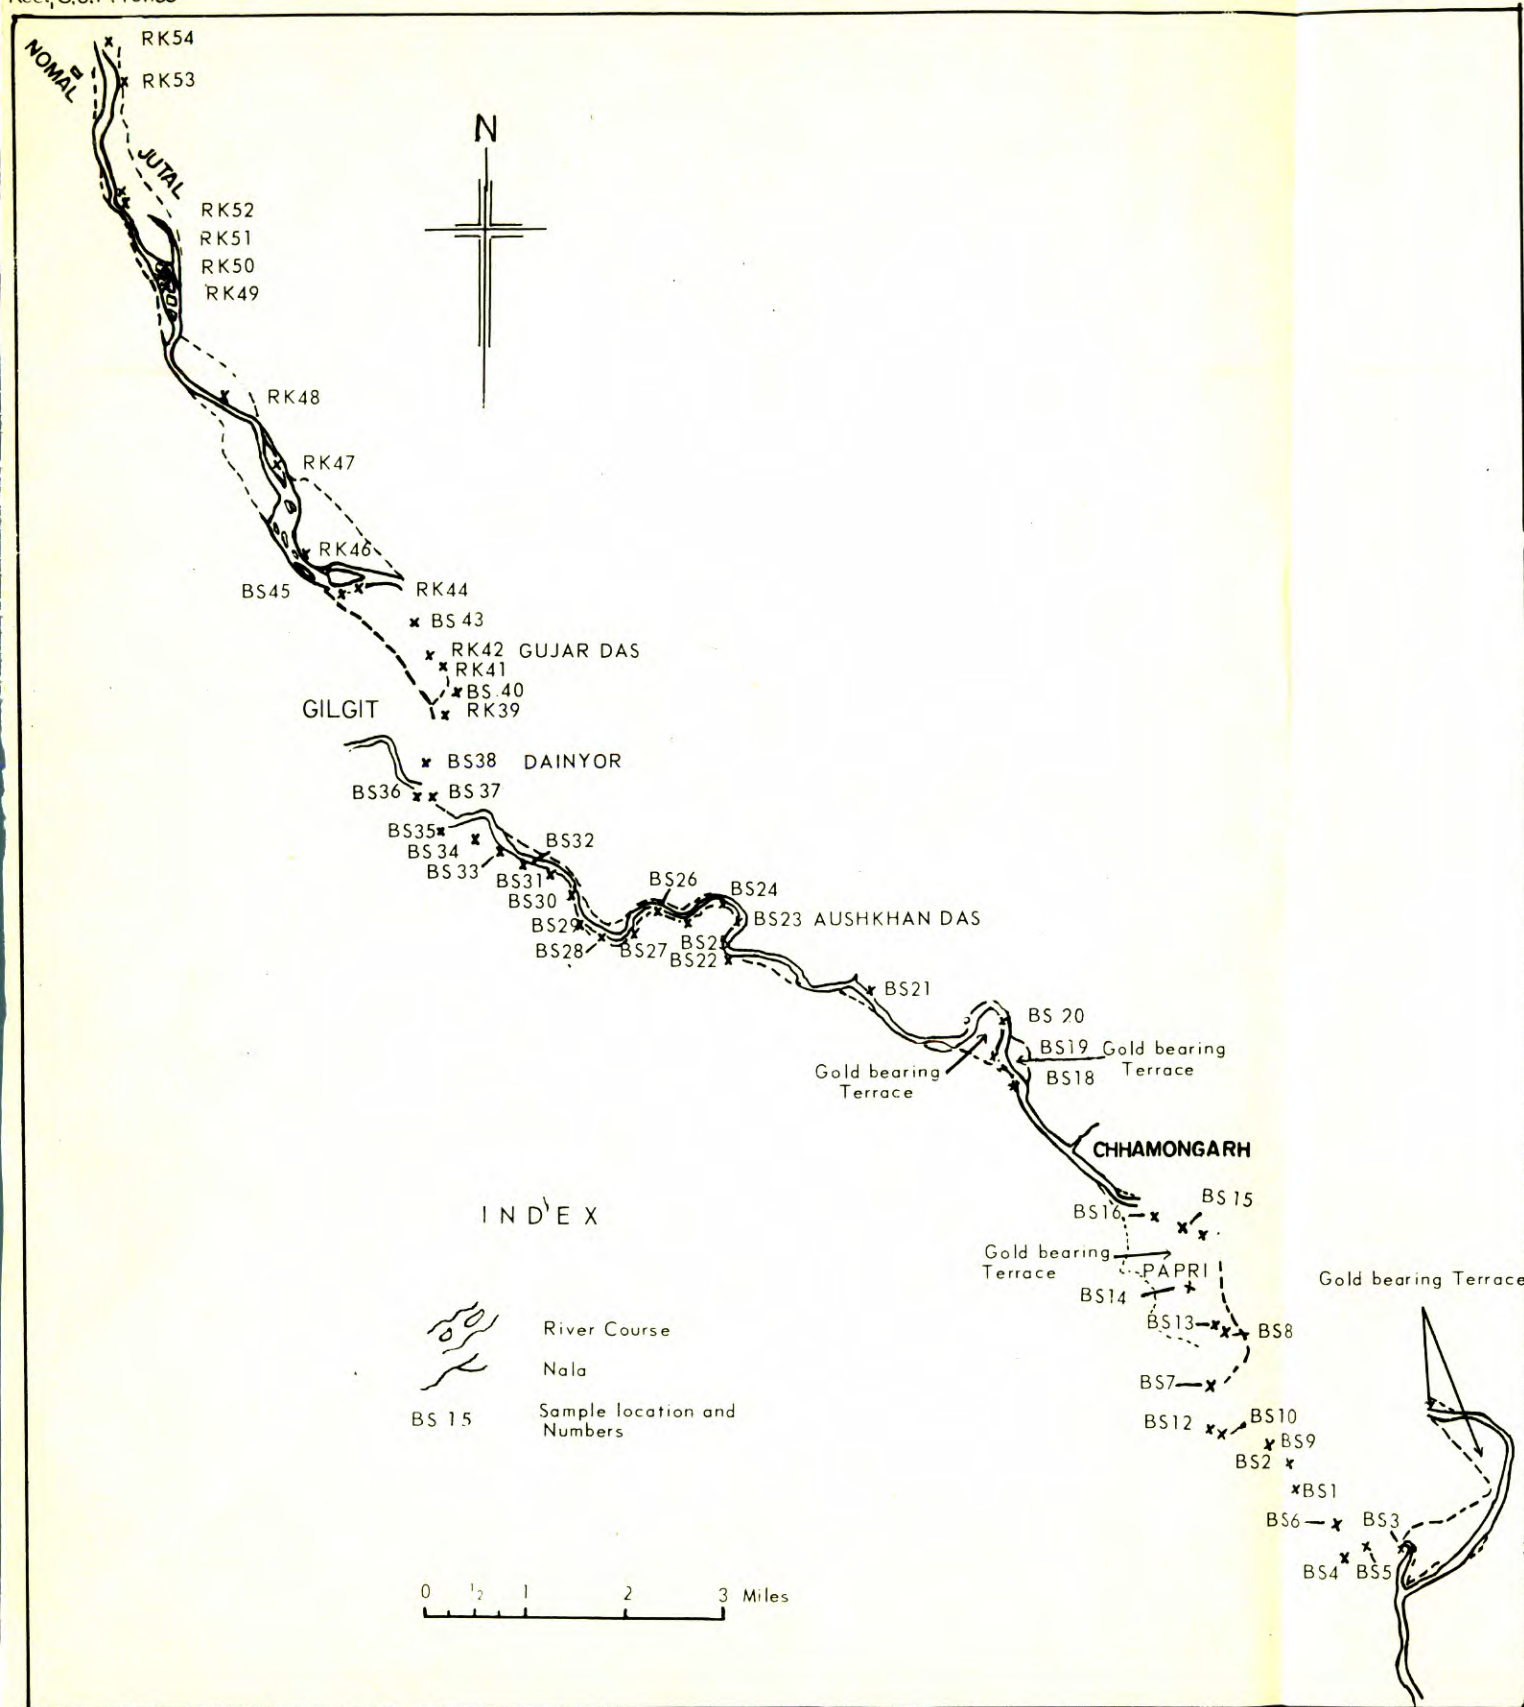 RK54
NOMAL
RK53
N
JUTAL
RK52
RK51
RK50
RK49
RK48
RK47
RK46
BS45
RK44
BS 43
RK42 GUJAR DAS
RK41
BS.40
GILGIT
RK39
BS38 DAINYOR
BS36
BS 37
BS35
BS32
BS 34
BS 33
BS31
BS26
BS24
BS30
BS23 AUSHKHAN DAS
BS29
BS28
BS27
BS25
BS22
BS21
BS 20
BS19
Gold bearing
Terrace
Gold bearing
Terrace
BS18
CHHAMONGARH
BS 15
BS16
INDEX
Gold bearing
Terrace
PAPRI
Gold bearing Terrace
BS14
BS13
BS8
River Course
Nala
BS7
BS 15
Sample location and
Numbers
BS12
BS10
BS9
BS2
BS1
BS6
BS3
BS4
BS5
0 ½ 1 2 3 Miles